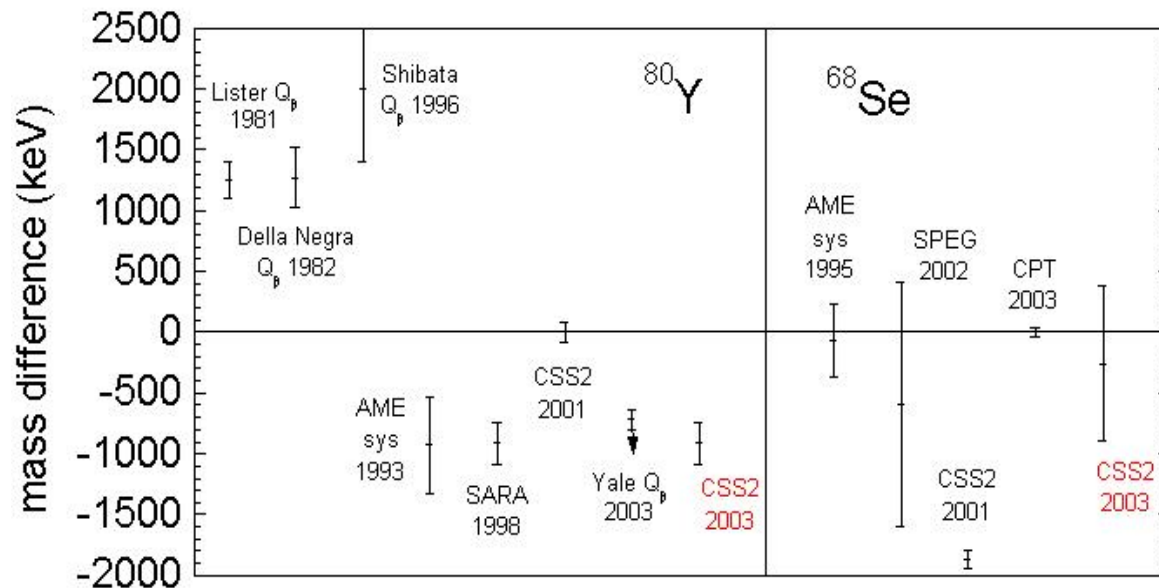 mass difference (keV)
2500
2000
1500
1000
500
0
-500
-1000
-1500
-2000
Lister Qβ
1981
Shibata
Qβ 1996
Della Negra
Qβ 1982
80Y
68Se
AME
sys
1993
SARA
1998
CSS2
2001
Yale Qβ
2003
CSS2
2003
AME
sys
1995
SPEG
2002
CPT
2003
CSS2
2001
CSS2
2003